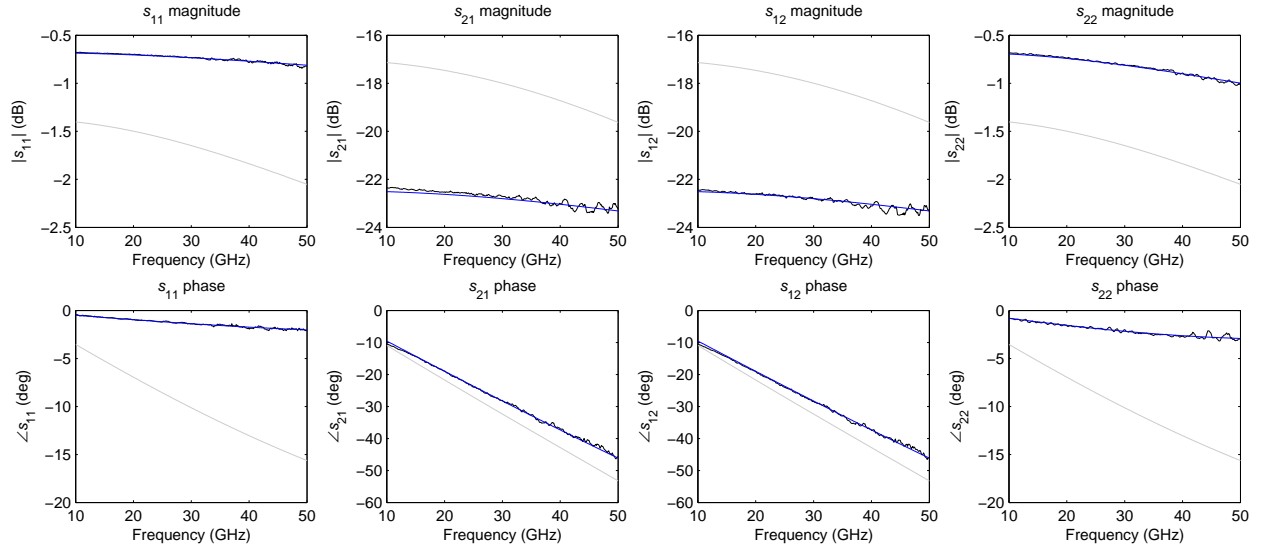 s11 magnitude
−0.5
−1
−1.5
−2
−2.5
|s11| (dB)
10 20 30 40 50
Frequency (GHz)
s21 magnitude
−16
−18
−20
−22
−24
|s21| (dB)
10 20 30 40 50
Frequency (GHz)
s12 magnitude
−16
−18
−20
−22
−24
|s12| (dB)
10 20 30 40 50
Frequency (GHz)
s22 magnitude
−0.5
−1
−1.5
−2
−2.5
|s22| (dB)
10 20 30 40 50
Frequency (GHz)
s11 phase
0
−5
−10
−15
−20
∠s11 (deg)
10 20 30 40 50
Frequency (GHz)
s21 phase
0
−10
−20
−30
−40
−50
−60
∠s21 (deg)
10 20 30 40 50
Frequency (GHz)
s12 phase
0
−10
−20
−30
−40
−50
−60
∠s12 (deg)
10 20 30 40 50
Frequency (GHz)
s22 phase
0
−5
−10
−15
−20
∠s22 (deg)
10 20 30 40 50
Frequency (GHz)